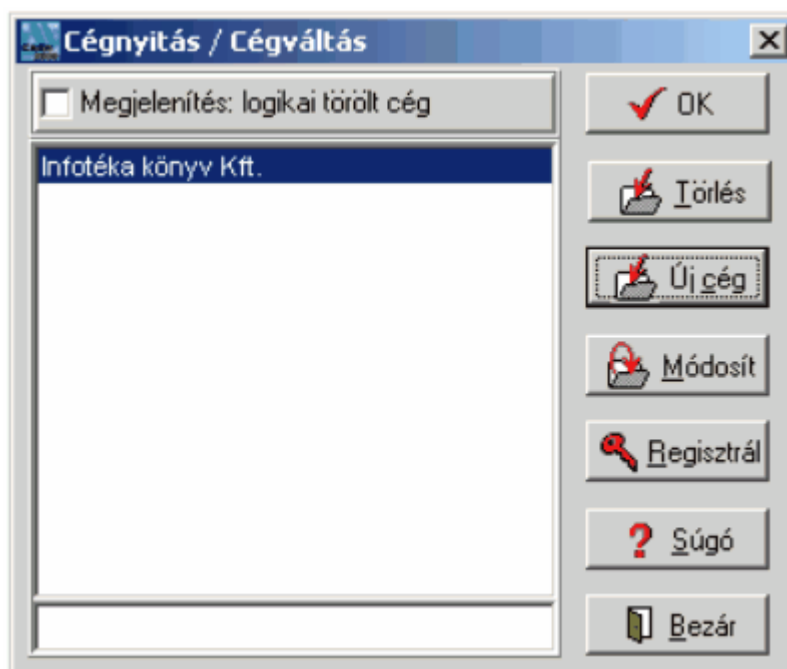 Cégnyitás / Cégváltás
Megjelenítés: logikai törölt cég
Infotéka könyv Kft.
OK
Törlés
Új cég
Módosít
Regisztrál
Súgó
Bezár